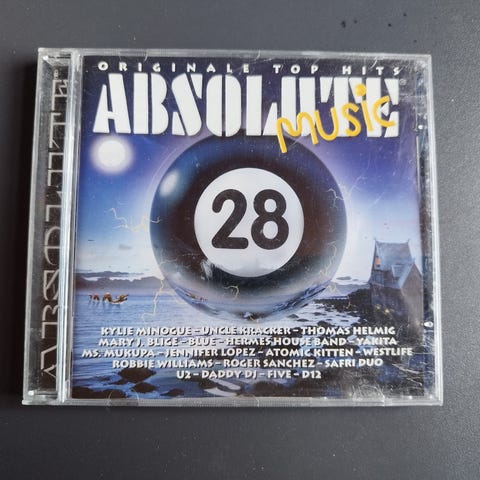 ORIGINALE TOP HITS
ABSOLUTE
music
28
KYLIE MINOGUE – UNCLE KRACKER – THOMAS HELMIG
MARY J. BLIGE – BLUE – HERMES HOUSE BAND – YAKITA
MS. MUKUPA – JENNIFER LOPEZ – ATOMIC KITTEN – WESTLIFE
ROBBIE WILLIAMS – ROGER SANCHEZ – SAFRI DUO
U2 – DADDY DJ – FIVE – D12
ABSOLUTE